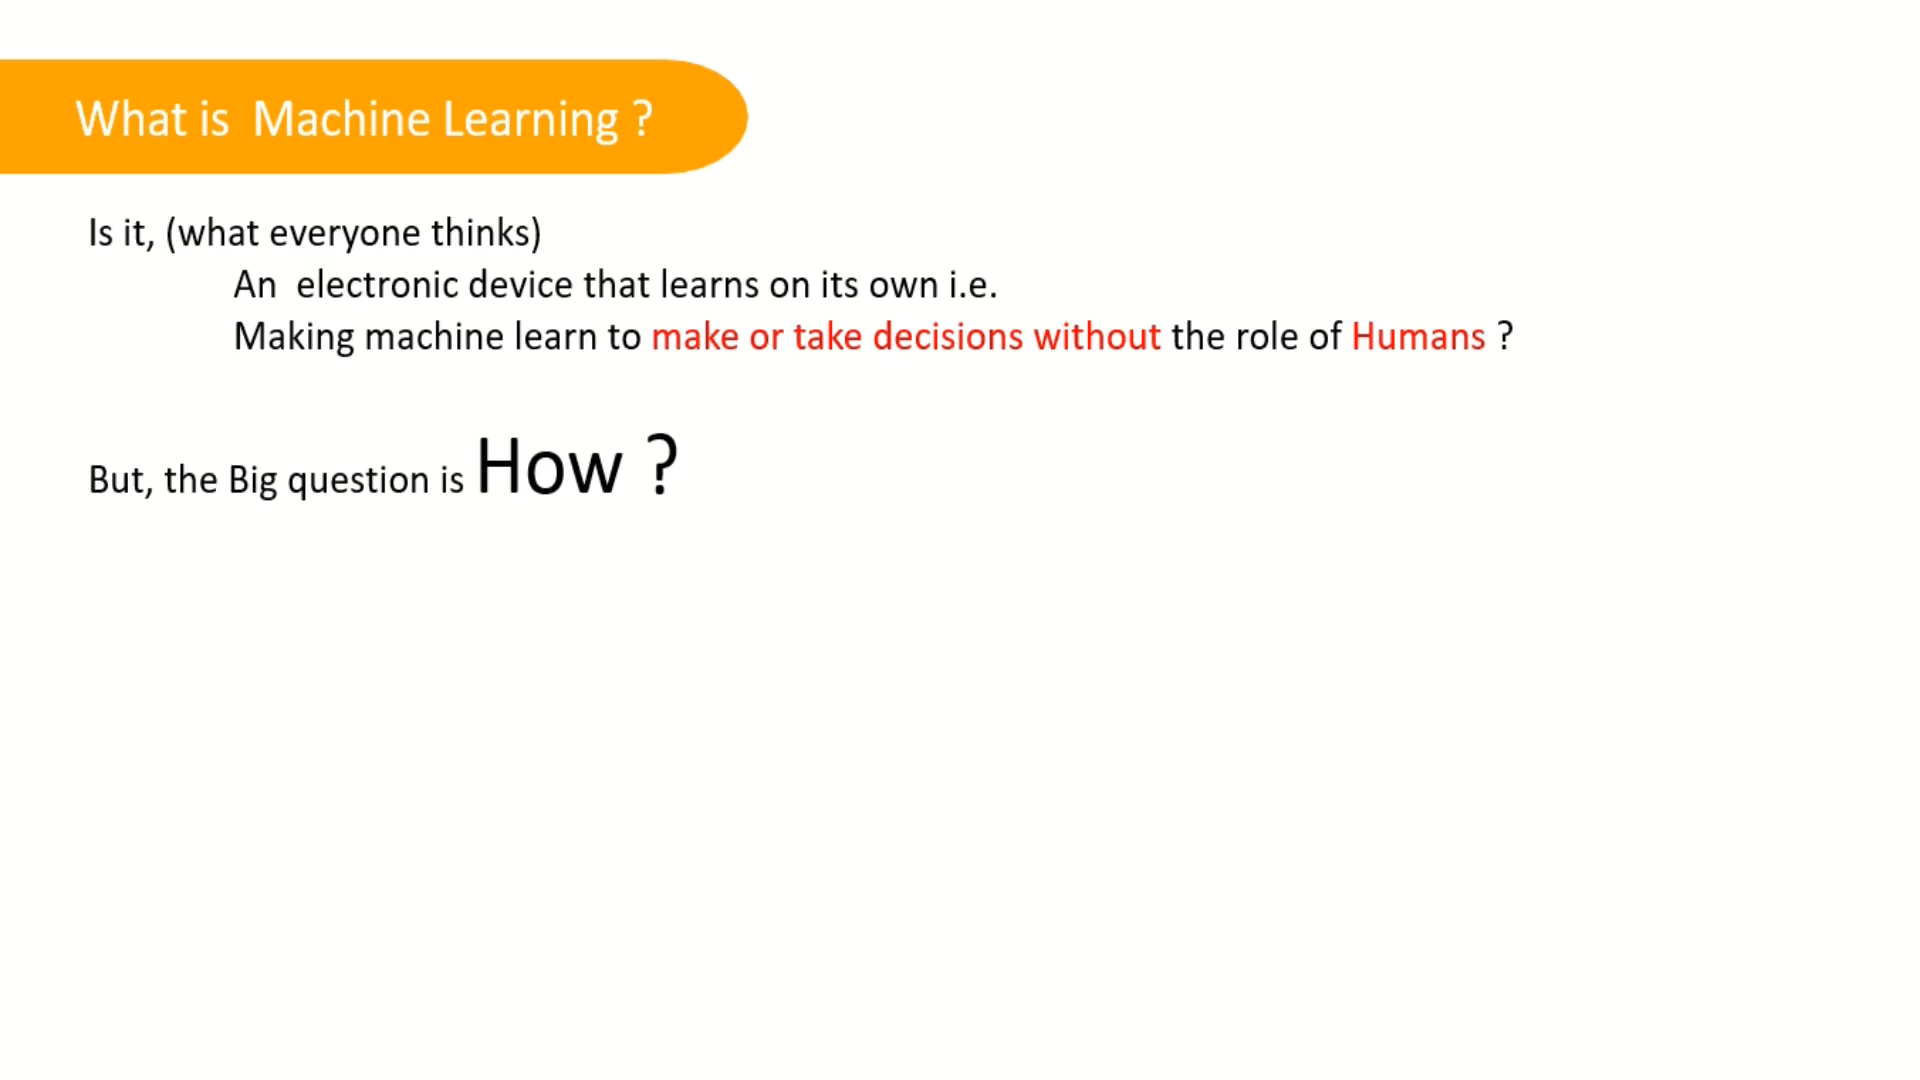 What is  Machine Learning ?
Is it, (what everyone thinks)
An  electronic device that learns on its own i.e.
Making machine learn to make or take decisions without the role of Humans ?
But, the Big question is How ?